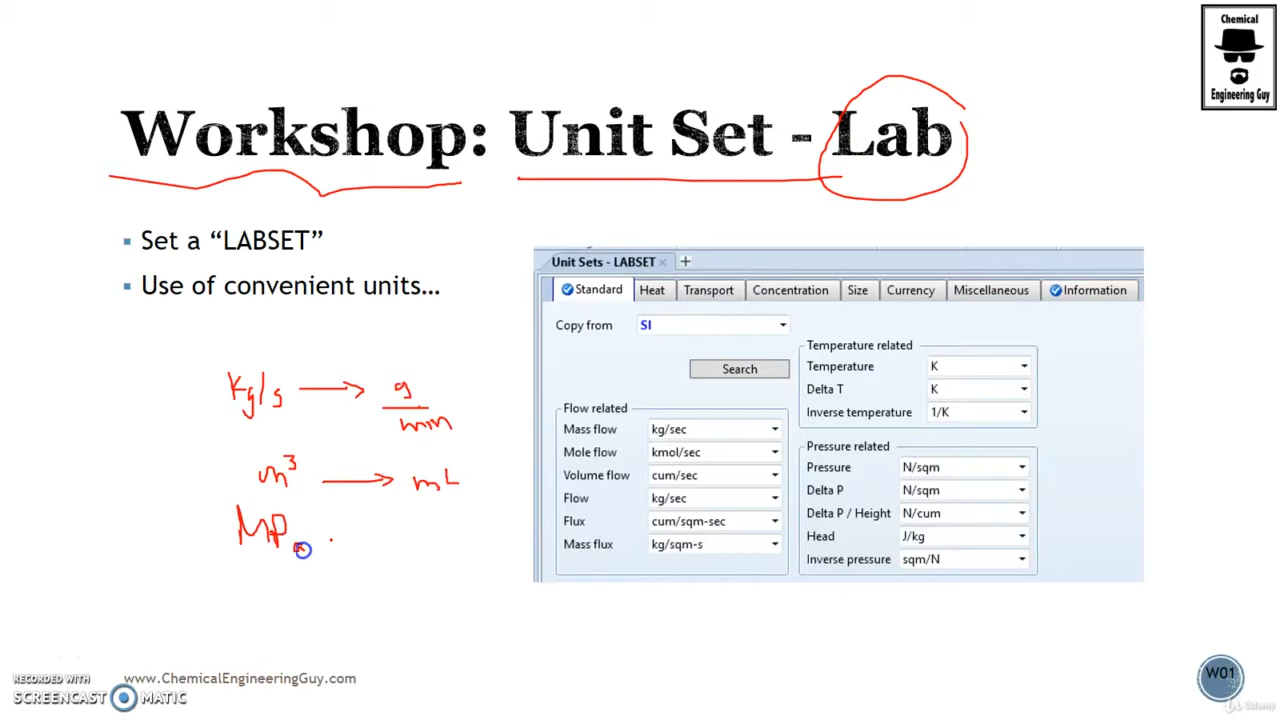 Chemical
Engineering Guy
Workshop: Unit Set - Lab
▪ Set a “LABSET”
▪ Use of convenient units…
Kg/s → g/min
m³ → mL
MPa
Unit Sets - LABSET × +
Standard Heat Transport Concentration Size Currency Miscellaneous Information
Copy from SI
Search
Flow related
Mass flow kg/sec
Mole flow kmol/sec
Volume flow cum/sec
Flow kg/sec
Flux cum/sqm-sec
Mass flux kg/sqm-s
Temperature related
Temperature K
Delta T K
Inverse temperature 1/K
Pressure related
Pressure N/sqm
Delta P N/sqm
Delta P / Height N/cum
Head J/kg
Inverse pressure sqm/N
RECORDED WITH
SCREENCAST MATIC
www.ChemicalEngineeringGuy.com
W01
Udemy